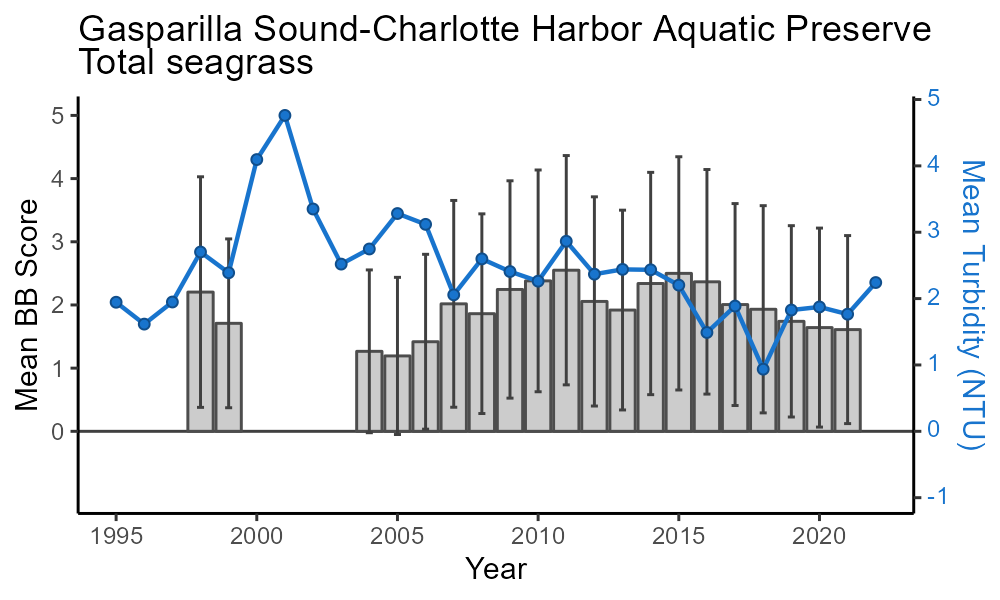 Gasparilla Sound-Charlotte Harbor Aquatic Preserve
Total seagrass
Mean BB Score
5
4
3
2
1
0
5
4
3
2
1
0
-1
Mean Turbidity (NTU)
1995 2000 2005 2010 2015 2020
Year